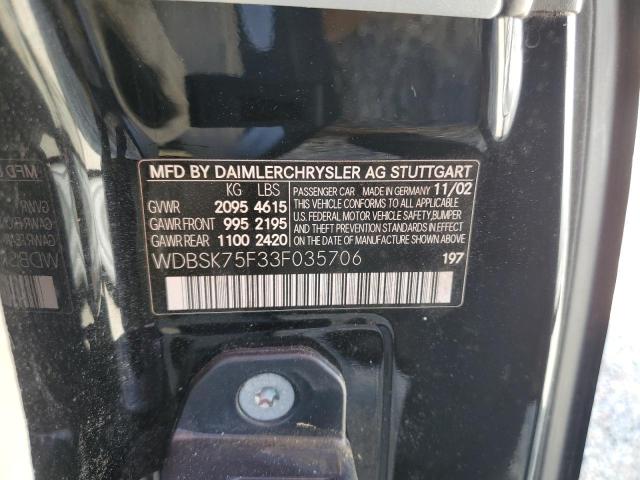 MFD BY DAIMLERCHRYSLER AG STUTTGART
KG LBS
GVWR 2095 4615
GAWR FRONT 995 2195
GAWR REAR 1100 2420
PASSENGER CAR MADE IN GERMANY 11/02
THIS VEHICLE CONFORMS TO ALL APPLICABLE
U.S. FEDERAL MOTOR VEHICLE SAFETY,BUMPER
AND THEFT PREVENTION STANDARDS IN EFFECT
ON THE DATE OF MANUFACTURE SHOWN ABOVE.
WDBSK75F33F035706 197